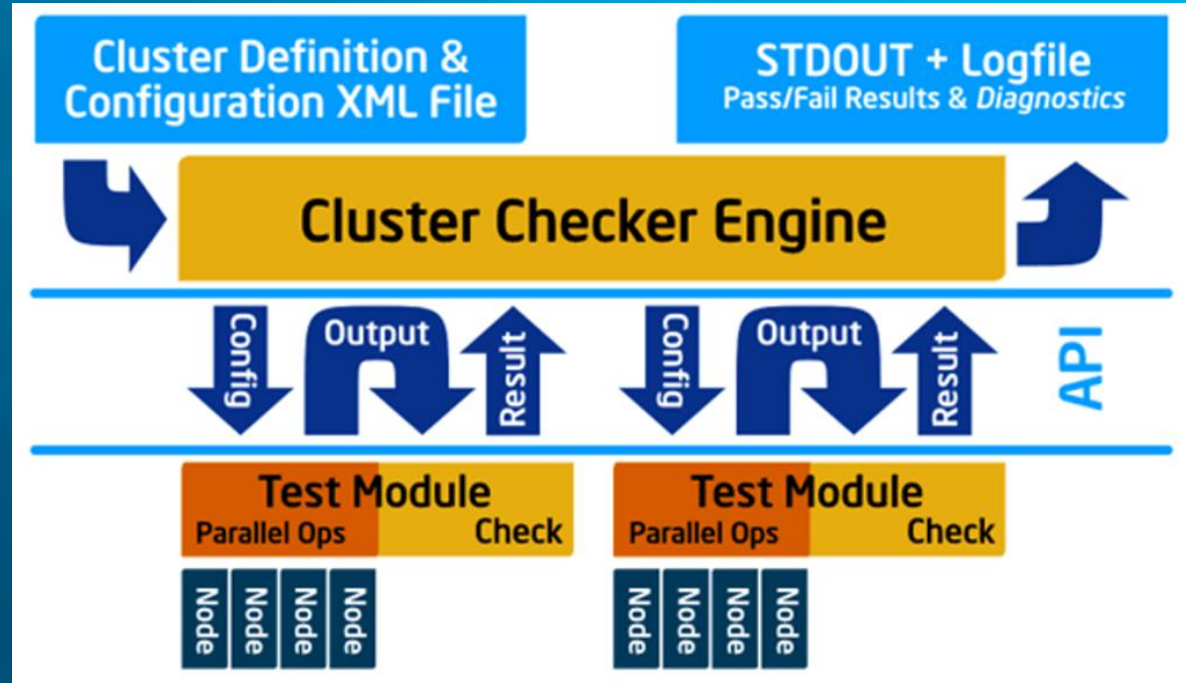 Cluster Definition &
Configuration XML File
STDOUT + Logfile
Pass/Fail Results & Diagnostics
Cluster Checker Engine
Config
Output
Result
Config
Output
Result
API
Test Module
Parallel Ops
Check
Test Module
Parallel Ops
Check
Node
Node
Node
Node
Node
Node
Node
Node